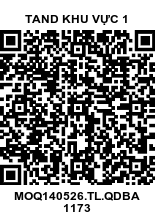 TAND KHU VỰC 1
MOQ140526.TL.QDBA
1173